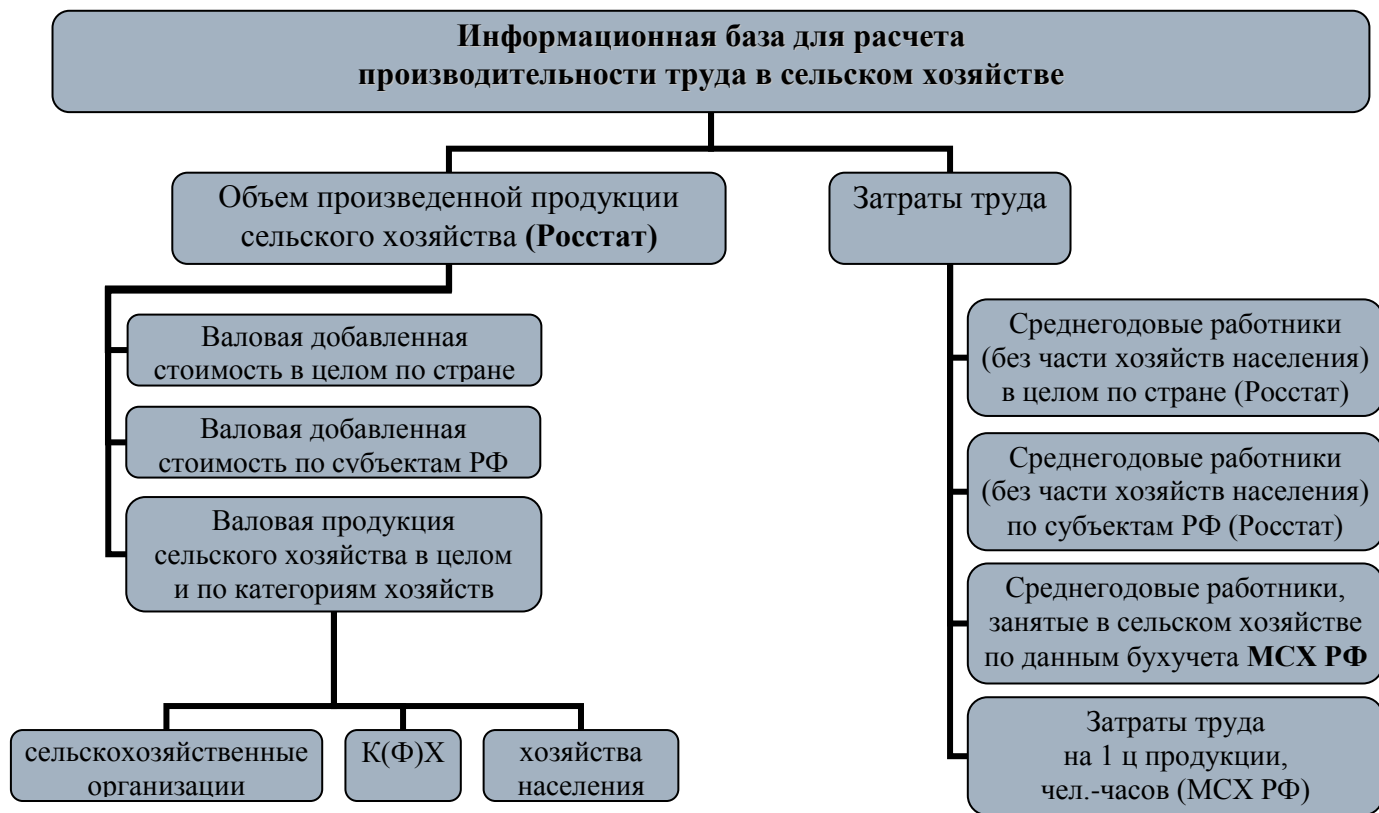 Информационная база для расчета
производительности труда в сельском хозяйстве
Объем произведенной продукции
сельского хозяйства (Росстат)
Валовая добавленная
стоимость в целом по стране
Валовая добавленная
стоимость по субъектам РФ
Валовая продукция
сельского хозяйства в целом
и по категориям хозяйств
сельскохозяйственные
организации
К(Ф)Х
хозяйства
населения
Затраты труда
Среднегодовые работники
(без части хозяйств населения)
в целом по стране (Росстат)
Среднегодовые работники
(без части хозяйств населения)
по субъектам РФ (Росстат)
Среднегодовые работники,
занятые в сельском хозяйстве
по данным бухучета МСХ РФ
Затраты труда
на 1 ц продукции,
чел.-часов (МСХ РФ)